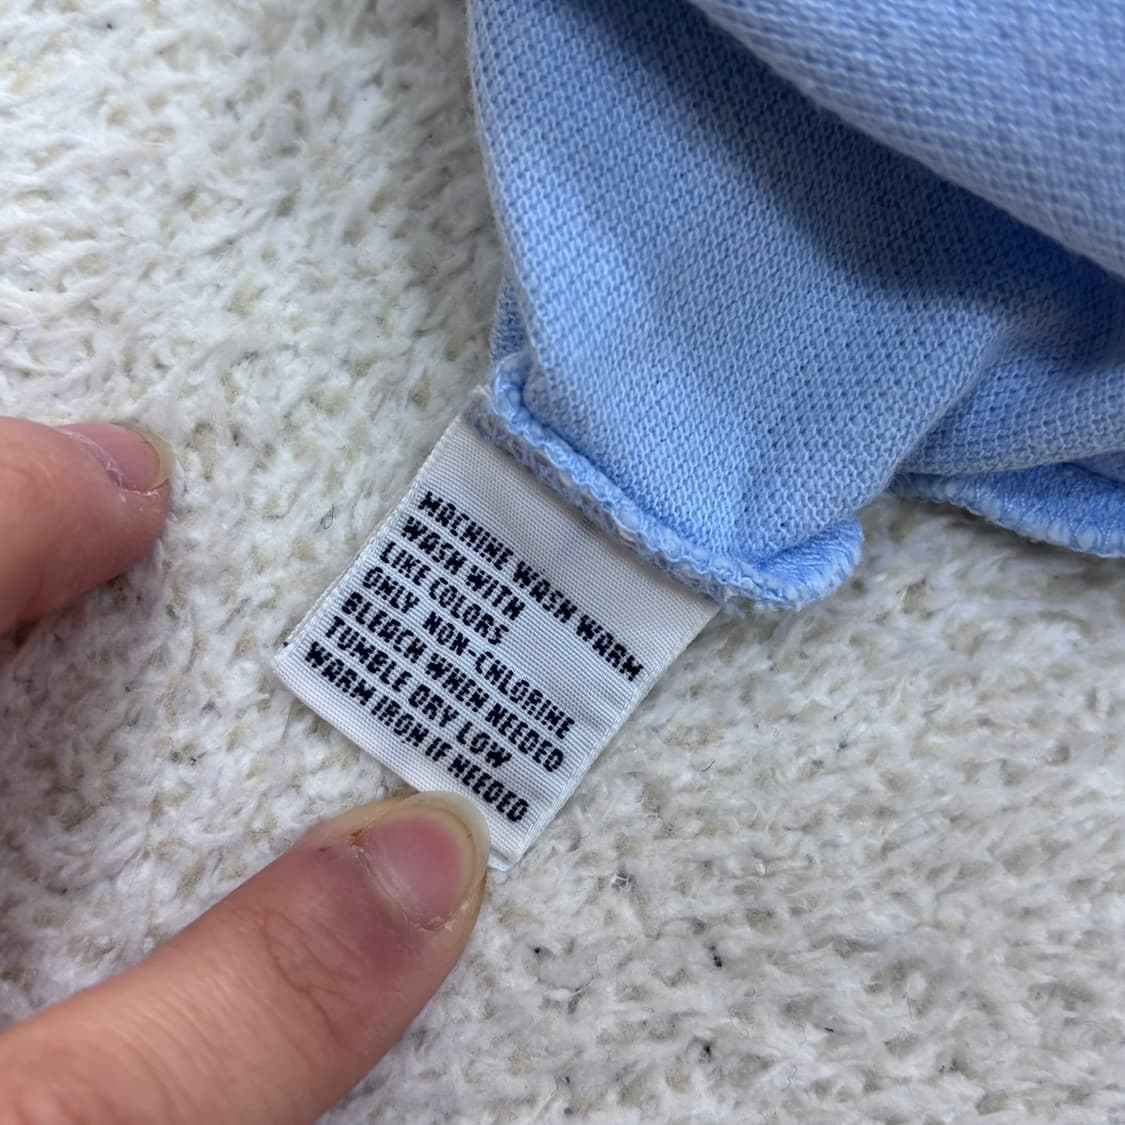 MACHINE WASH WARM
WASH WITH
LIKE COLORS
ONLY NON-CHLORINE
BLEACH WHEN NEEDED
TUMBLE DRY LOW
WARM IRON IF NEEDED